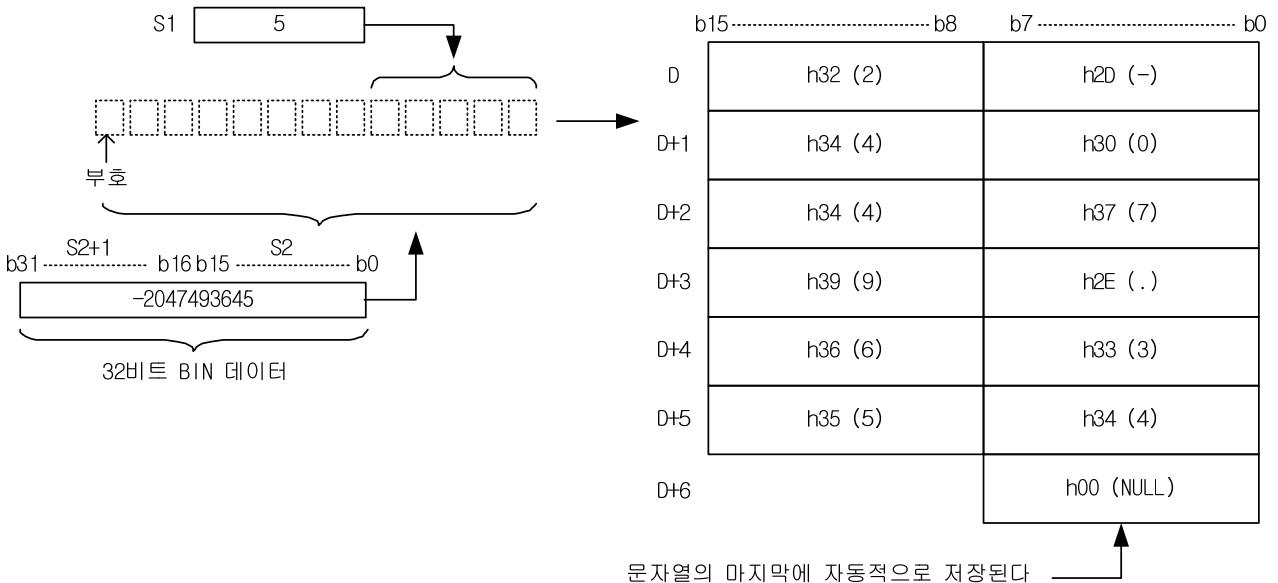 S1 5
부호
S2+1 S2
b31 b16 b15 b0
-2047493645
32비트 BIN 데이터
b15 b8 b7 b0
D h32 (2) h2D (-)
D+1 h34 (4) h30 (0)
D+2 h34 (4) h37 (7)
D+3 h39 (9) h2E (.)
D+4 h36 (6) h33 (3)
D+5 h35 (5) h34 (4)
D+6 h00 (NULL)
문자열의 마지막에 자동적으로 저장된다